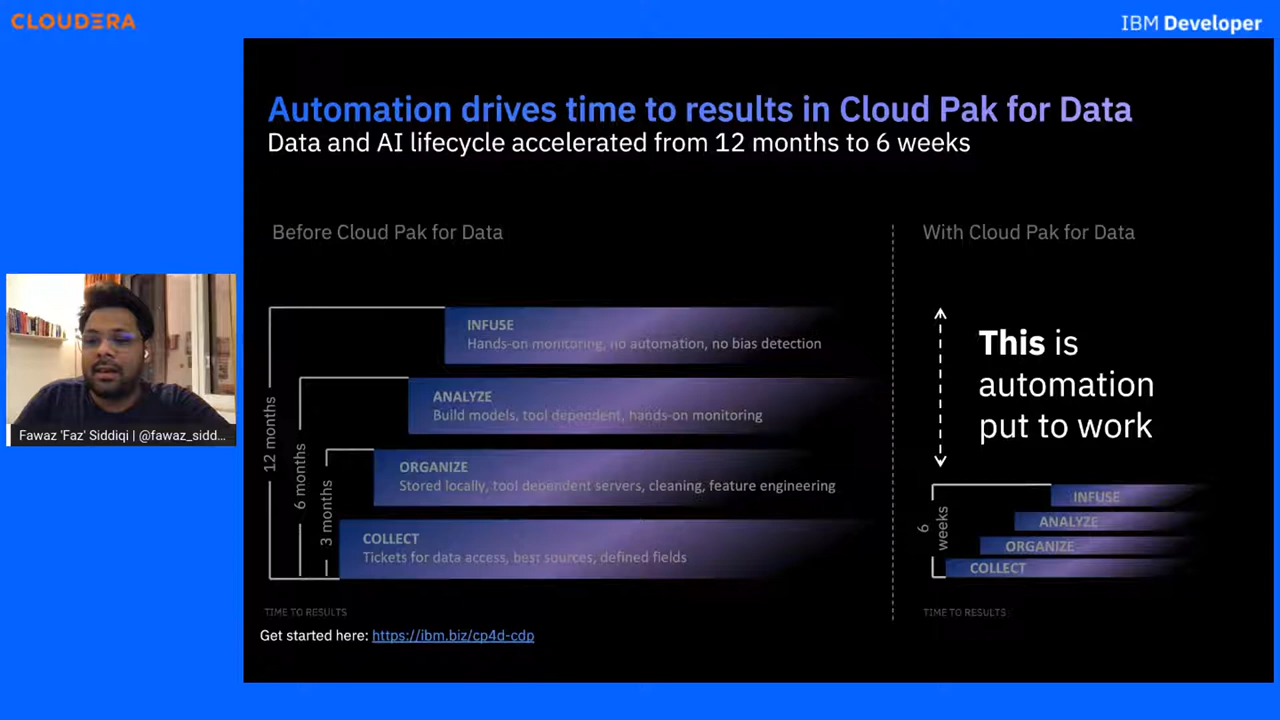 CLOUDERA
IBM Developer
Automation drives time to results in Cloud Pak for Data
Data and AI lifecycle accelerated from 12 months to 6 weeks
Before Cloud Pak for Data
With Cloud Pak for Data
INFUSE
Hands-on monitoring, no automation, no bias detection
ANALYZE
Build models, tool dependent, hands-on monitoring
ORGANIZE
Stored locally, tool dependent servers, cleaning, feature engineering
COLLECT
Tickets for data access, best sources, defined fields
12 months
6 months
3 months
TIME TO RESULTS
This is
automation
put to work
6
weeks
INFUSE
ANALYZE
ORGANIZE
COLLECT
TIME TO RESULTS
Get started here: https://ibm.biz/cp4d-cdp
Fawaz 'Faz' Siddiqi | @fawaz_sidd...